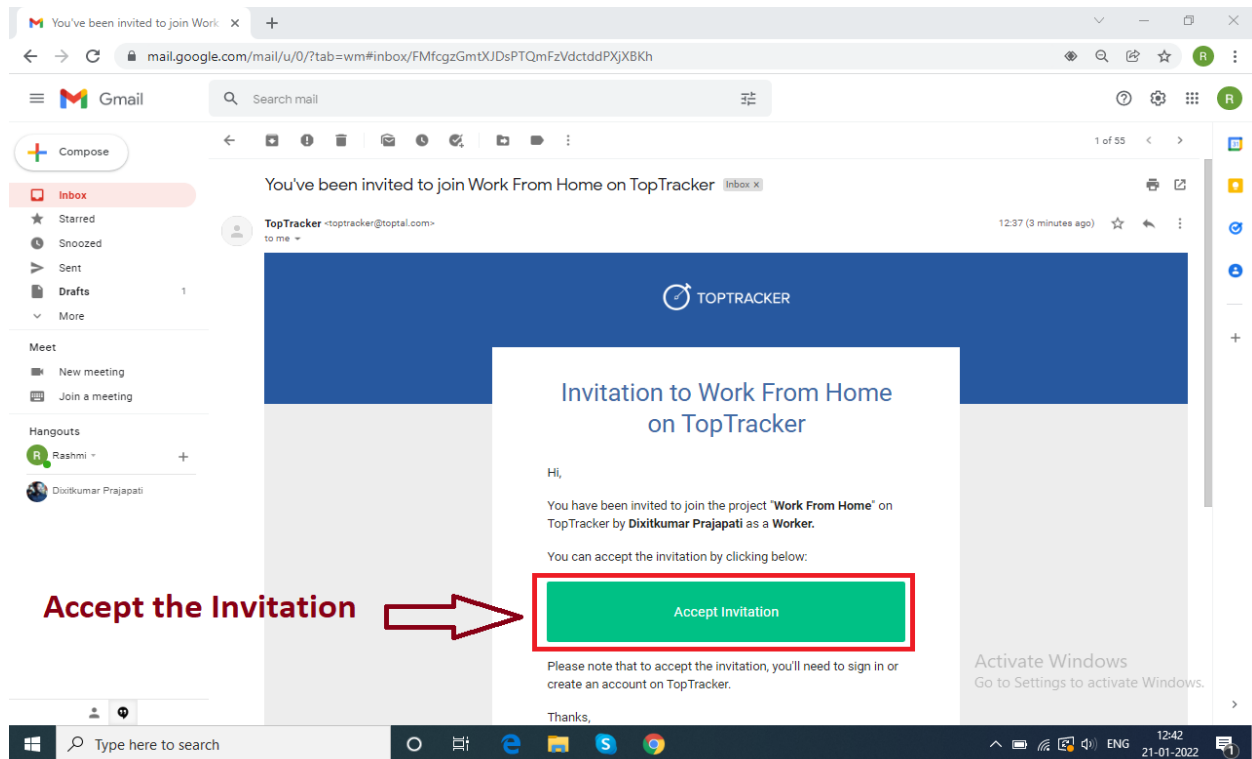 You've been invited to join Work
mail.google.com/mail/u/0/?tab=wm#inbox/FMfcgzGmtXJDsPTQmFzVdctddPXjXBKh
R
Gmail
Search mail
R
Compose
1 of 55
31
Inbox
Starred
Snoozed
Sent
Drafts 1
More
Meet
New meeting
Join a meeting
Hangouts
R Rashmi
Dixitkumar Prajapati
You've been invited to join Work From Home on TopTracker Inbox x
TopTracker <toptracker@toptal.com>
12:37 (3 minutes ago)
to me
TOPTRACKER
Invitation to Work From Home
on TopTracker
Hi,
You have been invited to join the project "Work From Home" on
TopTracker by Dixitkumar Prajapati as a Worker.
You can accept the invitation by clicking below:
Accept the Invitation
Accept Invitation
Please note that to accept the invitation, you'll need to sign in or
create an account on TopTracker.
Thanks,
Activate Windows
Go to Settings to activate Windows.
Type here to search
ENG
12:42
21-01-2022
1